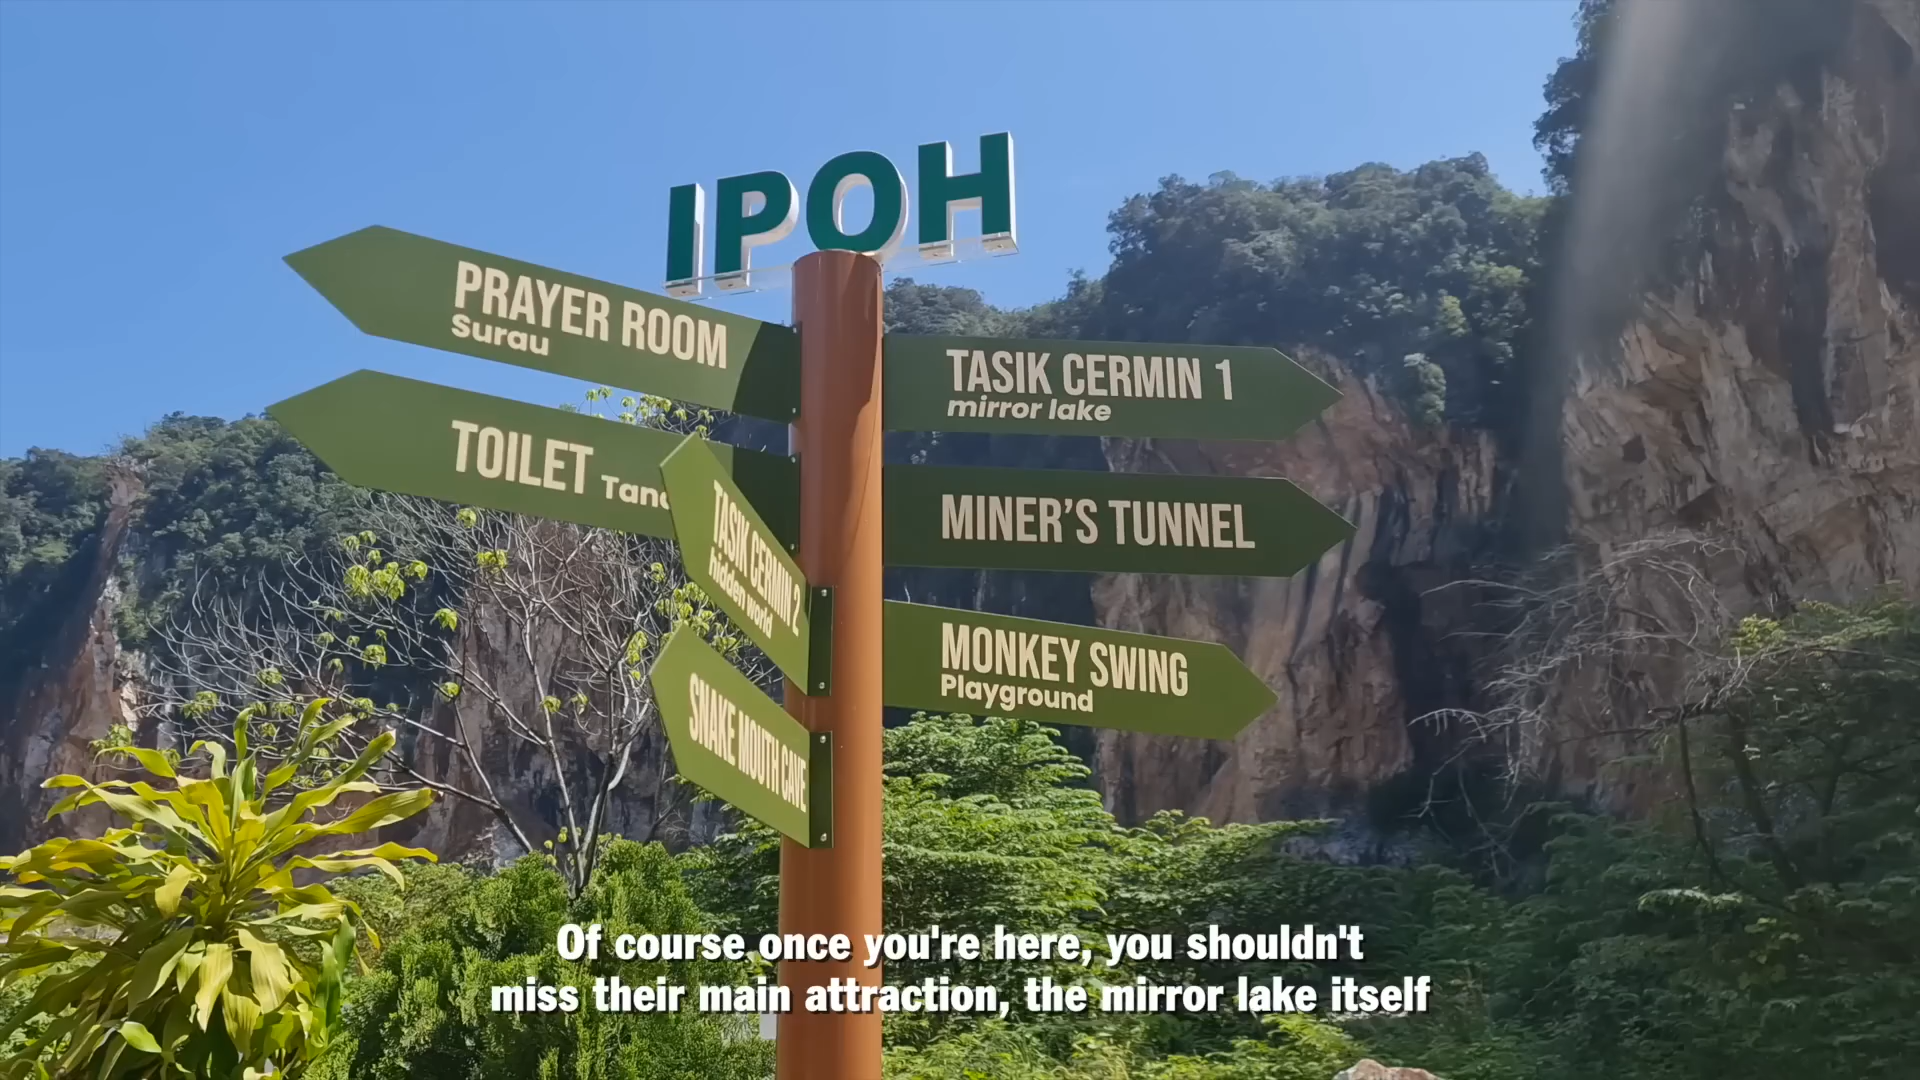 IPOH
PRAYER ROOM
Surau
TOILET
TASIK CERMIN 1
mirror lake
MINER'S TUNNEL
TASIK CERMIN 2
hidden world
MONKEY SWING
Playground
SNAKE MOUTH CAVE
Of course once you're here, you shouldn't
miss their main attraction, the mirror lake itself